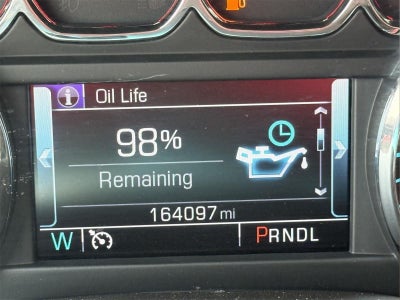 Oil Life
98%
Remaining
164097 mi
W PRNDL